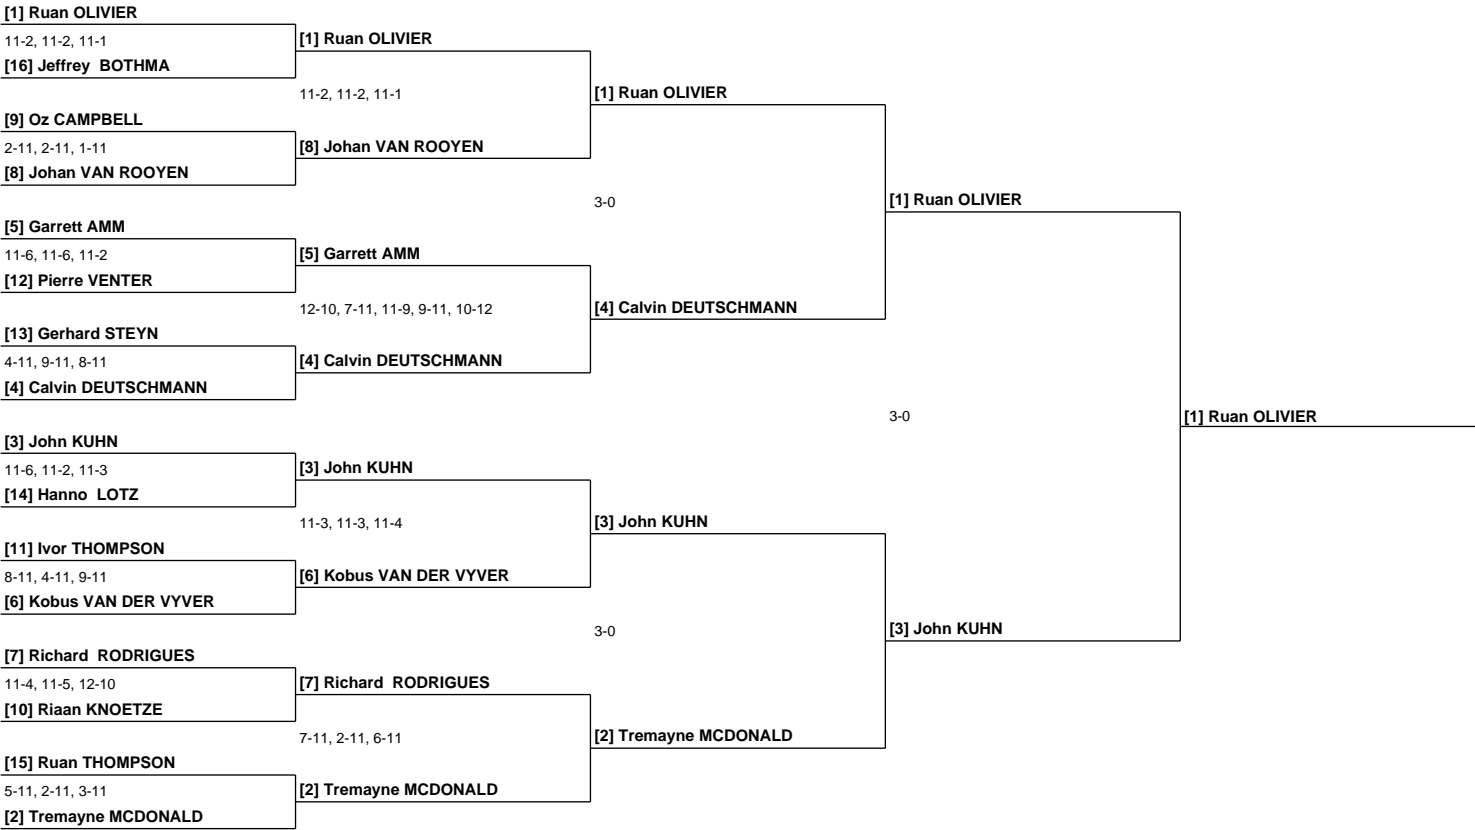 [1] Ruan OLIVIER
11-2, 11-2, 11-1
[16] Jeffrey  BOTHMA
[9] Oz CAMPBELL
2-11, 2-11, 1-11
[8] Johan VAN ROOYEN
[5] Garrett AMM
11-6, 11-6, 11-2
[12] Pierre VENTER
[13] Gerhard STEYN
4-11, 9-11, 8-11
[4] Calvin DEUTSCHMANN
[3] John KUHN
11-6, 11-2, 11-3
[14] Hanno  LOTZ
[11] Ivor THOMPSON
8-11, 4-11, 9-11
[6] Kobus VAN DER VYVER
[7] Richard  RODRIGUES
11-4, 11-5, 12-10
[10] Riaan KNOETZE
[15] Ruan THOMPSON
5-11, 2-11, 3-11
[2] Tremayne MCDONALD
[1] Ruan OLIVIER
11-2, 11-2, 11-1
[8] Johan VAN ROOYEN
[5] Garrett AMM
12-10, 7-11, 11-9, 9-11, 10-12
[4] Calvin DEUTSCHMANN
[3] John KUHN
11-3, 11-3, 11-4
[6] Kobus VAN DER VYVER
[7] Richard  RODRIGUES
7-11, 2-11, 6-11
[2] Tremayne MCDONALD
[1] Ruan OLIVIER
3-0
[4] Calvin DEUTSCHMANN
[3] John KUHN
3-0
[2] Tremayne MCDONALD
[1] Ruan OLIVIER
3-0
[3] John KUHN
[1] Ruan OLIVIER